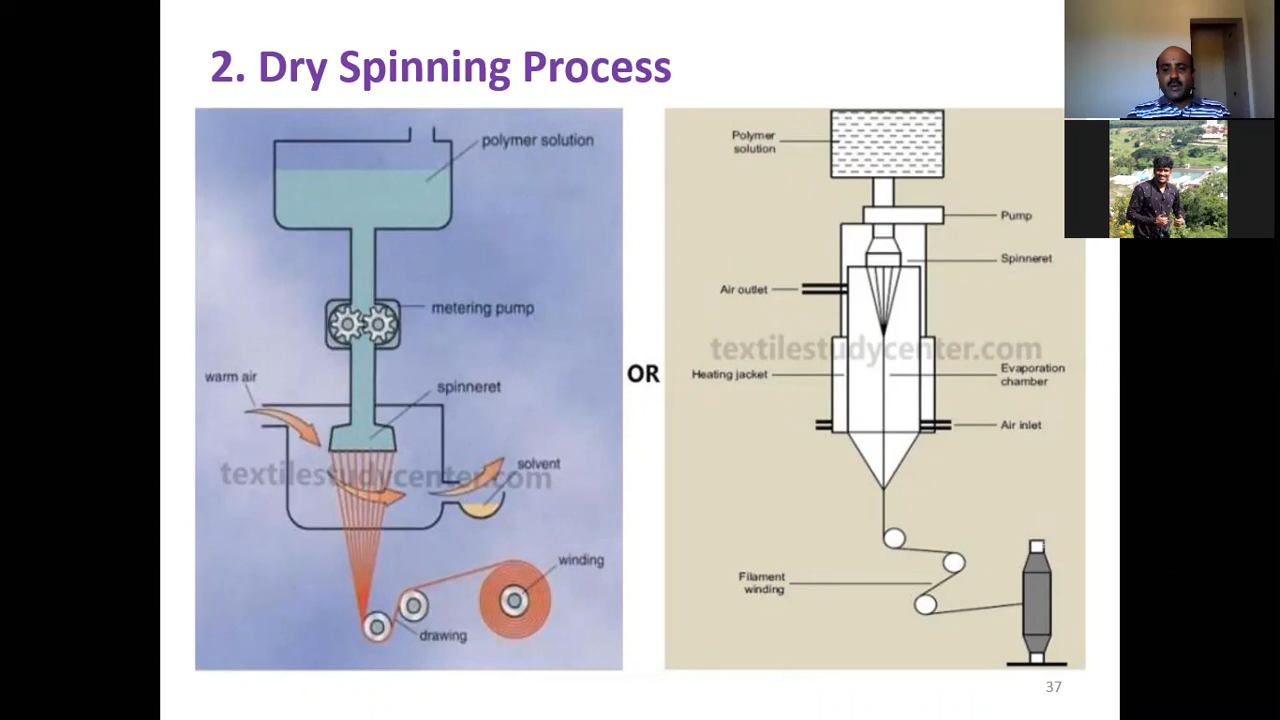 2. Dry Spinning Process
polymer solution
metering pump
warm air
spinneret
textilestudycenter.com
solvent
winding
drawing
OR
Polymer
solution
Pump
Spinneret
Air outlet
textilestudycenter.com
Heating jacket
Evaporation
chamber
Air inlet
Filament
winding
37